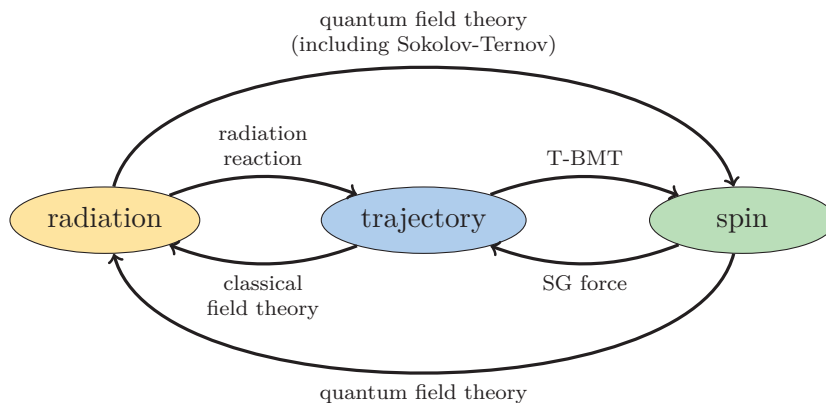 quantum field theory
(including Sokolov-Ternov)
radiation
reaction
T-BMT
radiation
trajectory
spin
classical
field theory
SG force
quantum field theory